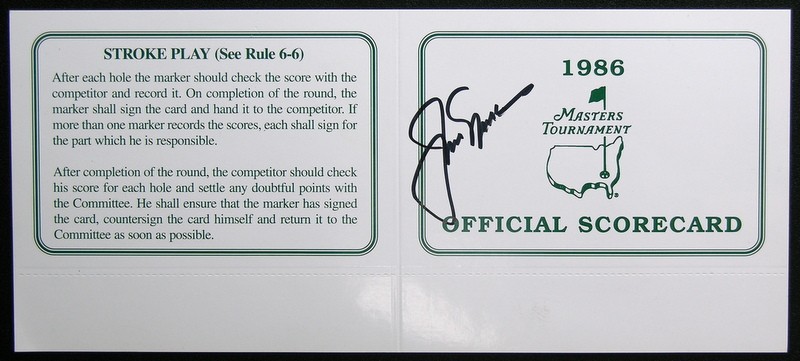 STROKE PLAY (See Rule 6-6)
After each hole the marker should check the score with the
competitor and record it. On completion of the round, the
marker shall sign the card and hand it to the competitor. If
more than one marker records the scores, each shall sign for
the part which he is responsible.
After completion of the round, the competitor should check
his score for each hole and settle any doubtful points with
the Committee. He shall ensure that the marker has signed
the card, countersign the card himself and return it to the
Committee as soon as possible.
1986
MASTERS
TOURNAMENT
®
OFFICIAL SCORECARD